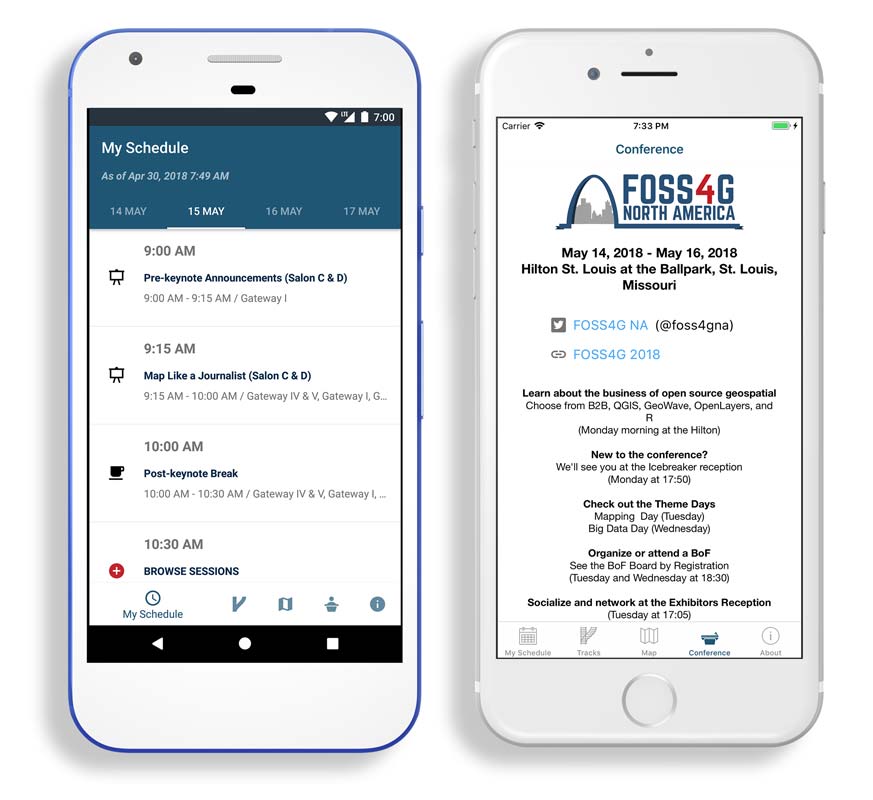 LTE 7:00
My Schedule
As of Apr 30, 2018 7:49 AM
14 MAY 15 MAY 16 MAY 17 MAY
9:00 AM
Pre-keynote Announcements (Salon C & D)
9:00 AM - 9:15 AM / Gateway I
9:15 AM
Map Like a Journalist (Salon C & D)
9:15 AM - 10:00 AM / Gateway IV & V, Gateway I, G...
10:00 AM
Post-keynote Break
10:00 AM - 10:30 AM / Gateway IV & V, Gateway I, ...
10:30 AM
BROWSE SESSIONS
My Schedule
Carrier 7:33 PM
Conference
FOSS4G
NORTH AMERICA
May 14, 2018 - May 16, 2018
Hilton St. Louis at the Ballpark, St. Louis,
Missouri
FOSS4G NA (@foss4gna)
FOSS4G 2018
Learn about the business of open source geospatial
Choose from B2B, QGIS, GeoWave, OpenLayers, and
R
(Monday morning at the Hilton)
New to the conference?
We'll see you at the Icebreaker reception
(Monday at 17:50)
Check out the Theme Days
Mapping Day (Tuesday)
Big Data Day (Wednesday)
Organize or attend a BoF
See the BoF Board by Registration
(Tuesday and Wednesday at 18:30)
Socialize and network at the Exhibitors Reception
(Tuesday at 17:05)
My Schedule Tracks Map Conference About